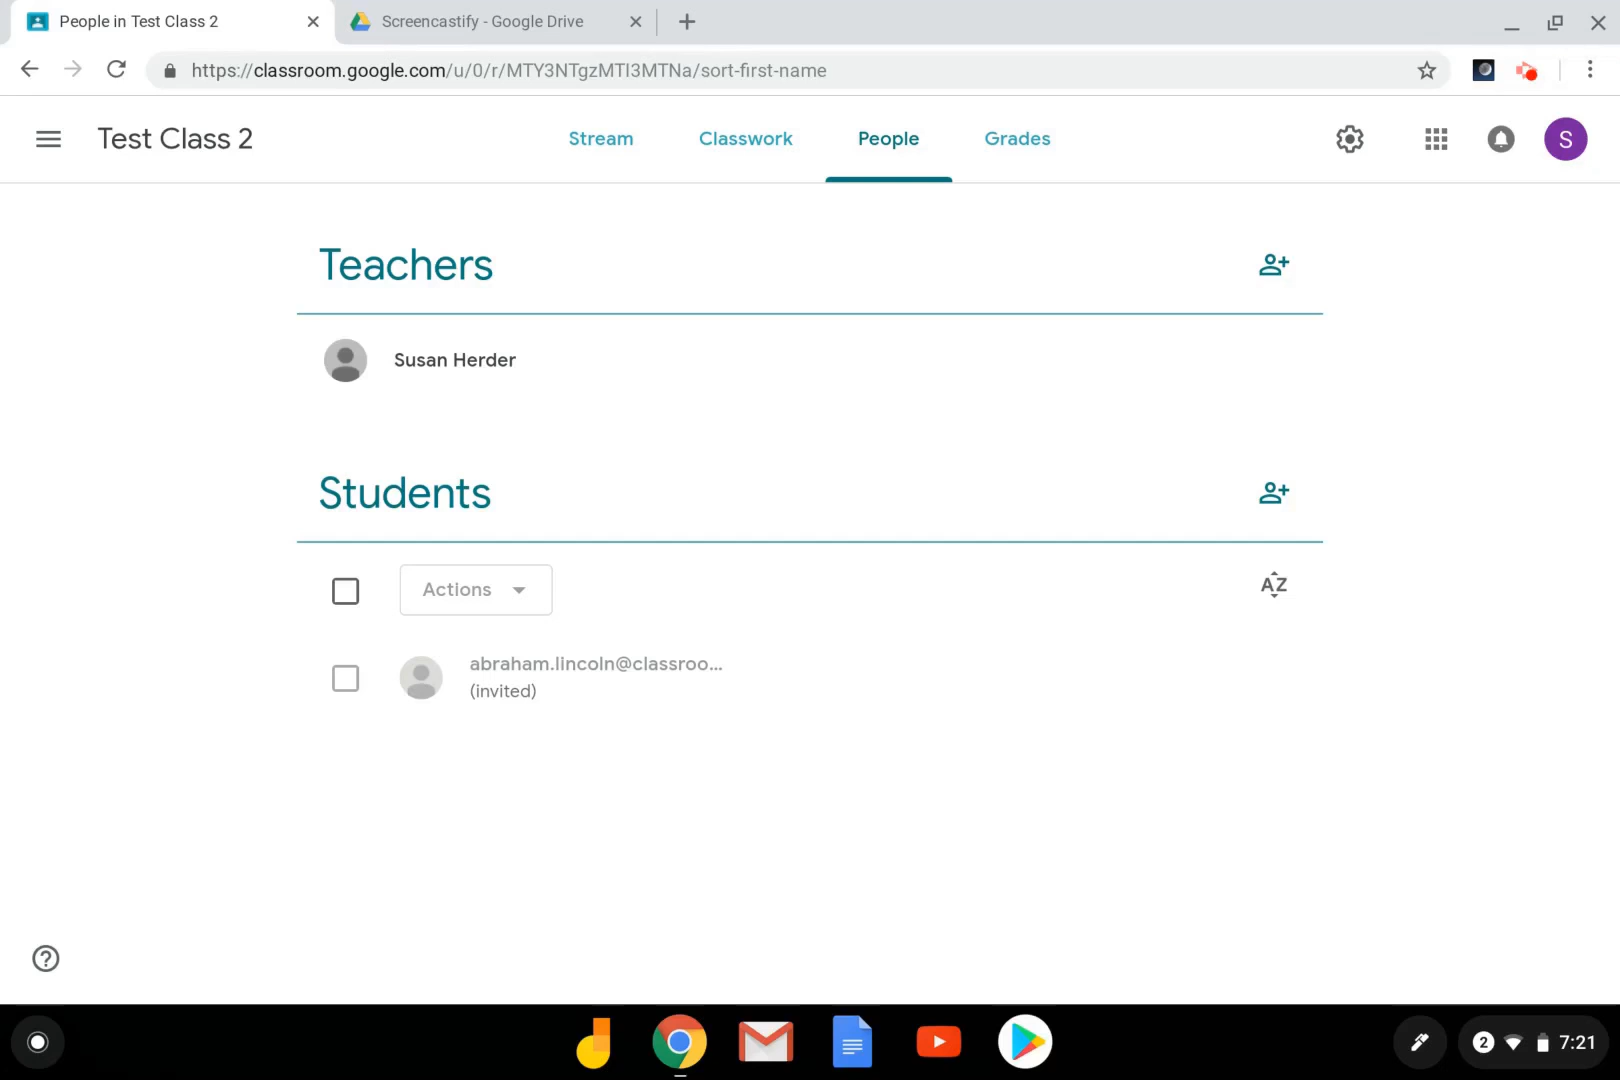 People in Test Class 2
Screencastify - Google Drive
https://classroom.google.com/u/0/r/MTY3NTgzMTI3MTNa/sort-first-name
Test Class 2
Stream
Classwork
People
Grades
S
Teachers
Susan Herder
Students
Actions
AZ
abraham.lincoln@classroo...
(invited)
2
7:21